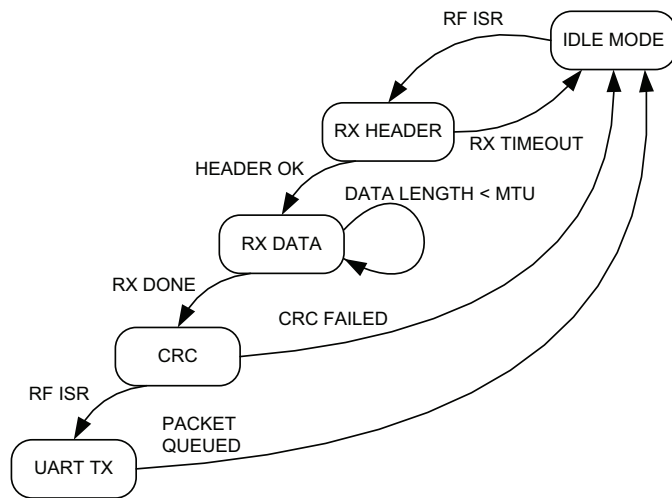 RF ISR
IDLE MODE
RX HEADER
RX TIMEOUT
HEADER OK
DATA LENGTH < MTU
RX DATA
RX DONE
CRC FAILED
CRC
RF ISR
PACKET
QUEUED
UART TX